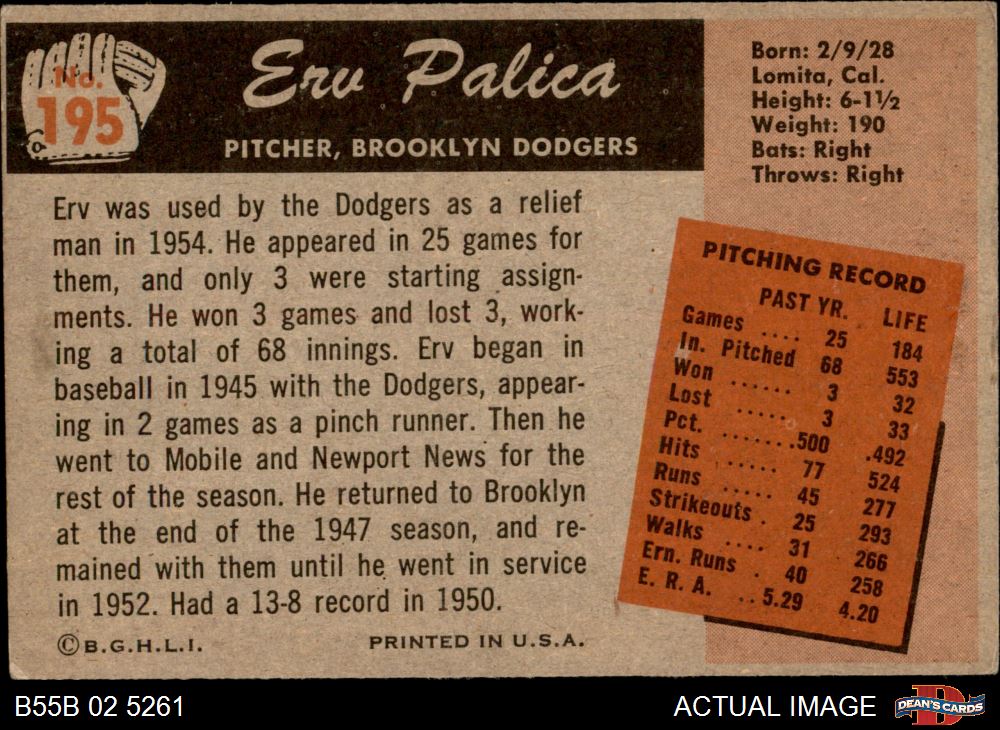 No.
195
Erv Palica
PITCHER, BROOKLYN DODGERS
Born: 2/9/28
Lomita, Cal.
Height: 6-1½
Weight: 190
Bats: Right
Throws: Right
Erv was used by the Dodgers as a relief
man in 1954. He appeared in 25 games for
them, and only 3 were starting assign-
ments. He won 3 games and lost 3, work-
ing a total of 68 innings. Erv began in
baseball in 1945 with the Dodgers, appear-
ing in 2 games as a pinch runner. Then he
went to Mobile and Newport News for the
rest of the season. He returned to Brooklyn
at the end of the 1947 season, and re-
mained with them until he went in service
in 1952. Had a 13-8 record in 1950.
©B.G.H.L.I.
PRINTED IN U.S.A.
PITCHING RECORD
PAST YR. LIFE
Games .... 25 184
In. Pitched 68 553
Won ...... 3 32
Lost ..... 3 33
Pct. .......500 .492
Hits ..... 77 524
Runs ..... 45 277
Strikeouts . 25 293
Walks .... 31 266
Ern. Runs . 40 258
E. R. A. ..5.29 4.20
B55B 02 5261
ACTUAL IMAGE
D
DEAN'S CARDS